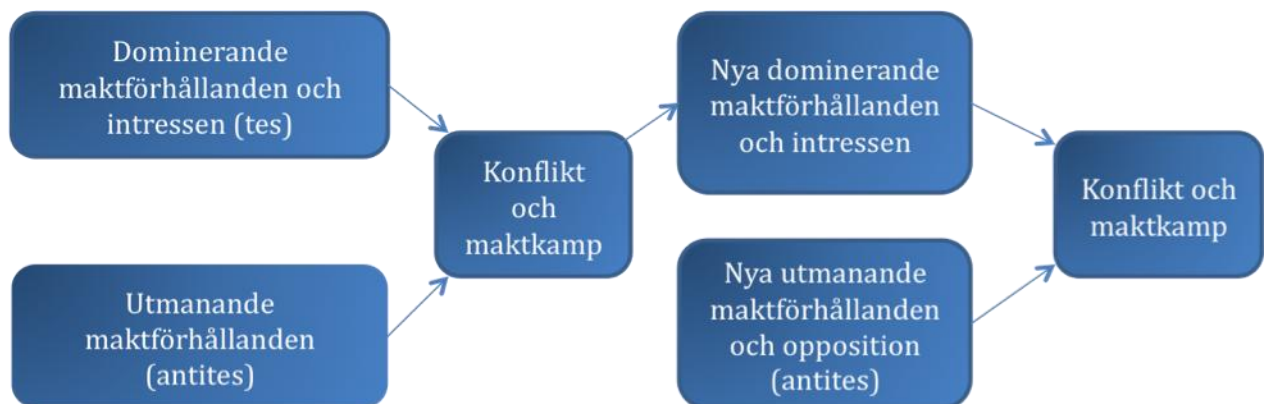 Dominerande
maktförhållanden och
intressen (tes)
Utmanande
maktförhållanden
(antites)
Konflikt
och
maktkamp
Nya dominerande
maktförhållanden
och intressen
Nya utmanande
maktförhållanden
och opposition
(antites)
Konflikt och
maktkamp